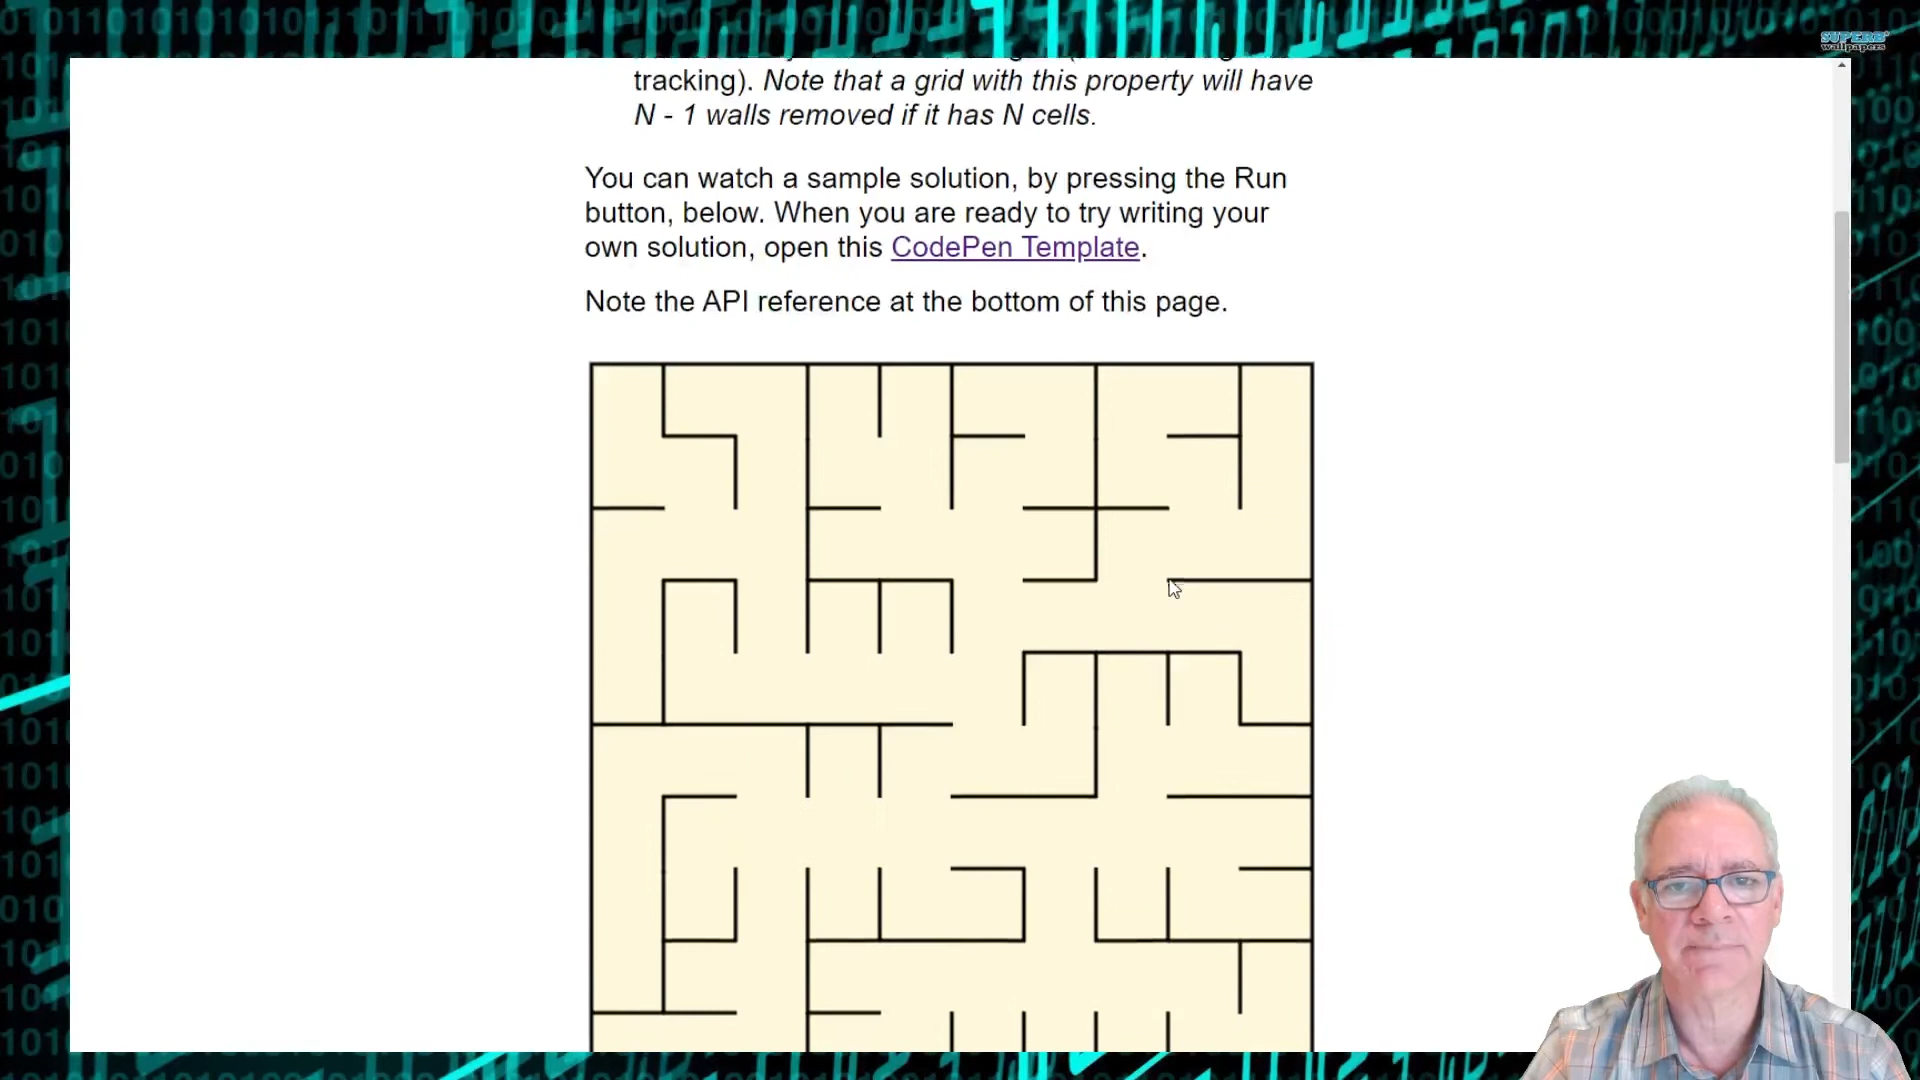 SUPERB
wallpapers
tracking). Note that a grid with this property will have
N - 1 walls removed if it has N cells.
You can watch a sample solution, by pressing the Run
button, below. When you are ready to try writing your
own solution, open this CodePen Template.
Note the API reference at the bottom of this page.